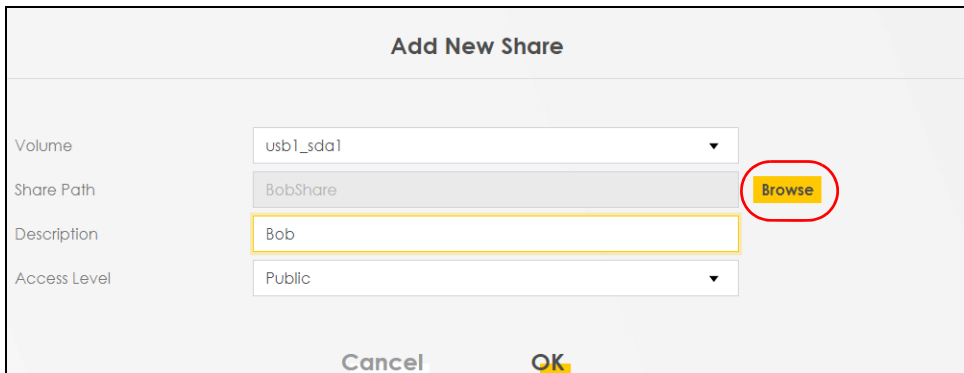 Add New Share
Volume usb1_sda1
Share Path BobShare Browse
Description Bob
Access Level Public
Cancel OK